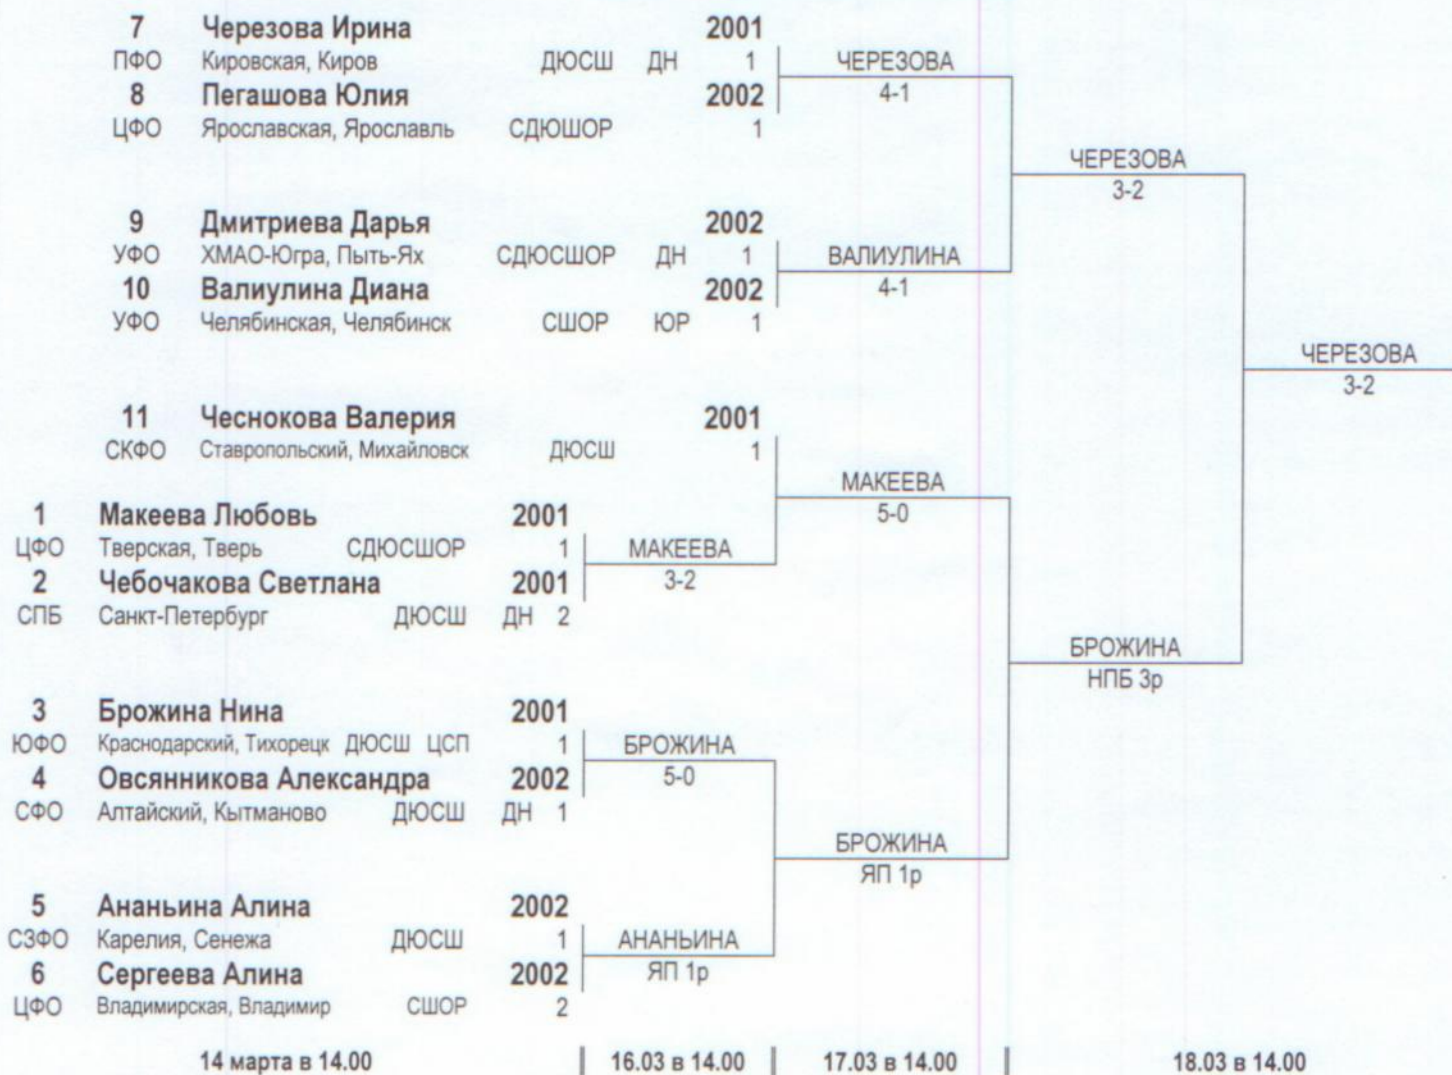 7 Черезова Ирина 2001
ПФО Кировская, Киров ДЮСШ ДН 1 ЧЕРЕЗОВА
8 Пегашова Юлия 2002 4-1
ЦФО Ярославская, Ярославль СДЮШОР 1
ЧЕРЕЗОВА
3-2
9 Дмитриева Дарья 2002
УФО ХМАО-Югра, Пыть-Ях СДЮСШОР ДН 1 ВАЛИУЛИНА
10 Валиулина Диана 2002 4-1
УФО Челябинская, Челябинск СШОР ЮР 1
ЧЕРЕЗОВА
3-2
11 Чеснокова Валерия 2001
СКФО Ставропольский, Михайловск ДЮСШ 1
МАКЕЕВА
5-0
1 Макеева Любовь 2001
ЦФО Тверская, Тверь СДЮСШОР 1 МАКЕЕВА
2 Чебочакова Светлана 2001 3-2
СПБ Санкт-Петербург ДЮСШ ДН 2
БРОЖИНА
НПБ 3р
3 Брожина Нина 2001
ЮФО Краснодарский, Тихорецк ДЮСШ ЦСП 1 БРОЖИНА
4 Овсянникова Александра 2002 5-0
СФО Алтайский, Кытманово ДЮСШ ДН 1
БРОЖИНА
ЯП 1р
5 Ананьина Алина 2002
СЗФО Карелия, Сенежа ДЮСШ 1 АНАНЬИНА
6 Сергеева Алина 2002 ЯП 1р
ЦФО Владимирская, Владимир СШОР 2
14 марта в 14.00 16.03 в 14.00 17.03 в 14.00 18.03 в 14.00